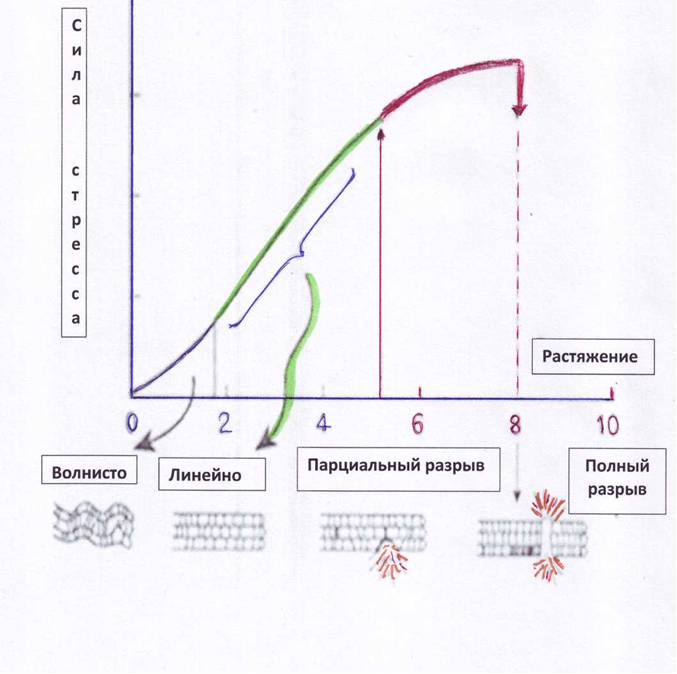 Сила стресса
Растяжение
0 2 4 6 8 10
Волнисто
Линейно
Парциальный разрыв
Полный
разрыв